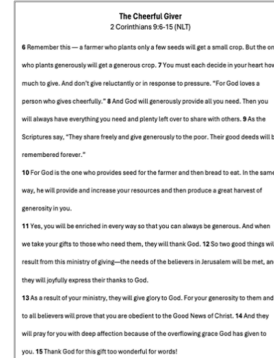 The Cheerful Giver
2 Corinthians 9:6-15 (NLT)
6 Remember this — a farmer who plants only a few seeds will get a small crop. But the on
who plants generously will get a generous crop. 7 You must each decide in your heart how
much to give. And don't give reluctantly or in response to pressure. "For God loves a
person who gives cheerfully." 8 And God will generously provide all you need. Then you
will always have everything you need and plenty left over to share with others. 9 As the
Scriptures say, "They share freely and give generously to the poor. Their good deeds will b
remembered forever."
10 For God is the one who provides seed for the farmer and then bread to eat. In the same
way, he will provide and increase your resources and then produce a great harvest of
generosity in you.
11 Yes, you will be enriched in every way so that you can always be generous. And when
we take your gifts to those who need them, they will thank God. 12 So two good things wil
result from this ministry of giving—the needs of the believers in Jerusalem will be met, an
they will joyfully express their thanks to God.
13 As a result of your ministry, they will give glory to God. For your generosity to them and
to all believers will prove that you are obedient to the Good News of Christ. 14 And they
will pray for you with deep affection because of the overflowing grace God has given to
you. 15 Thank God for this gift too wonderful for words!